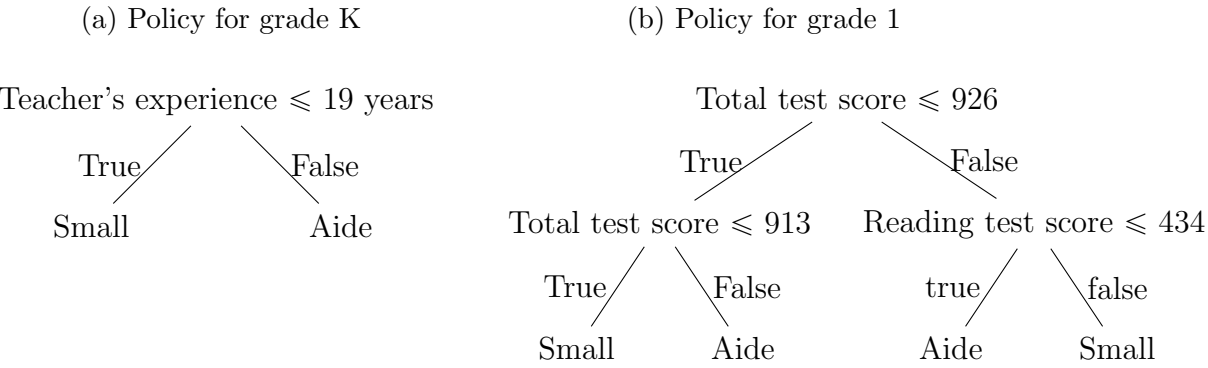 (a) Policy for grade K
(b) Policy for grade 1
Teacher's experience ⩽ 19 years
True
False
Small
Aide
Total test score ⩽ 926
True
False
Total test score ⩽ 913
Reading test score ⩽ 434
True
False
true
false
Small
Aide
Aide
Small